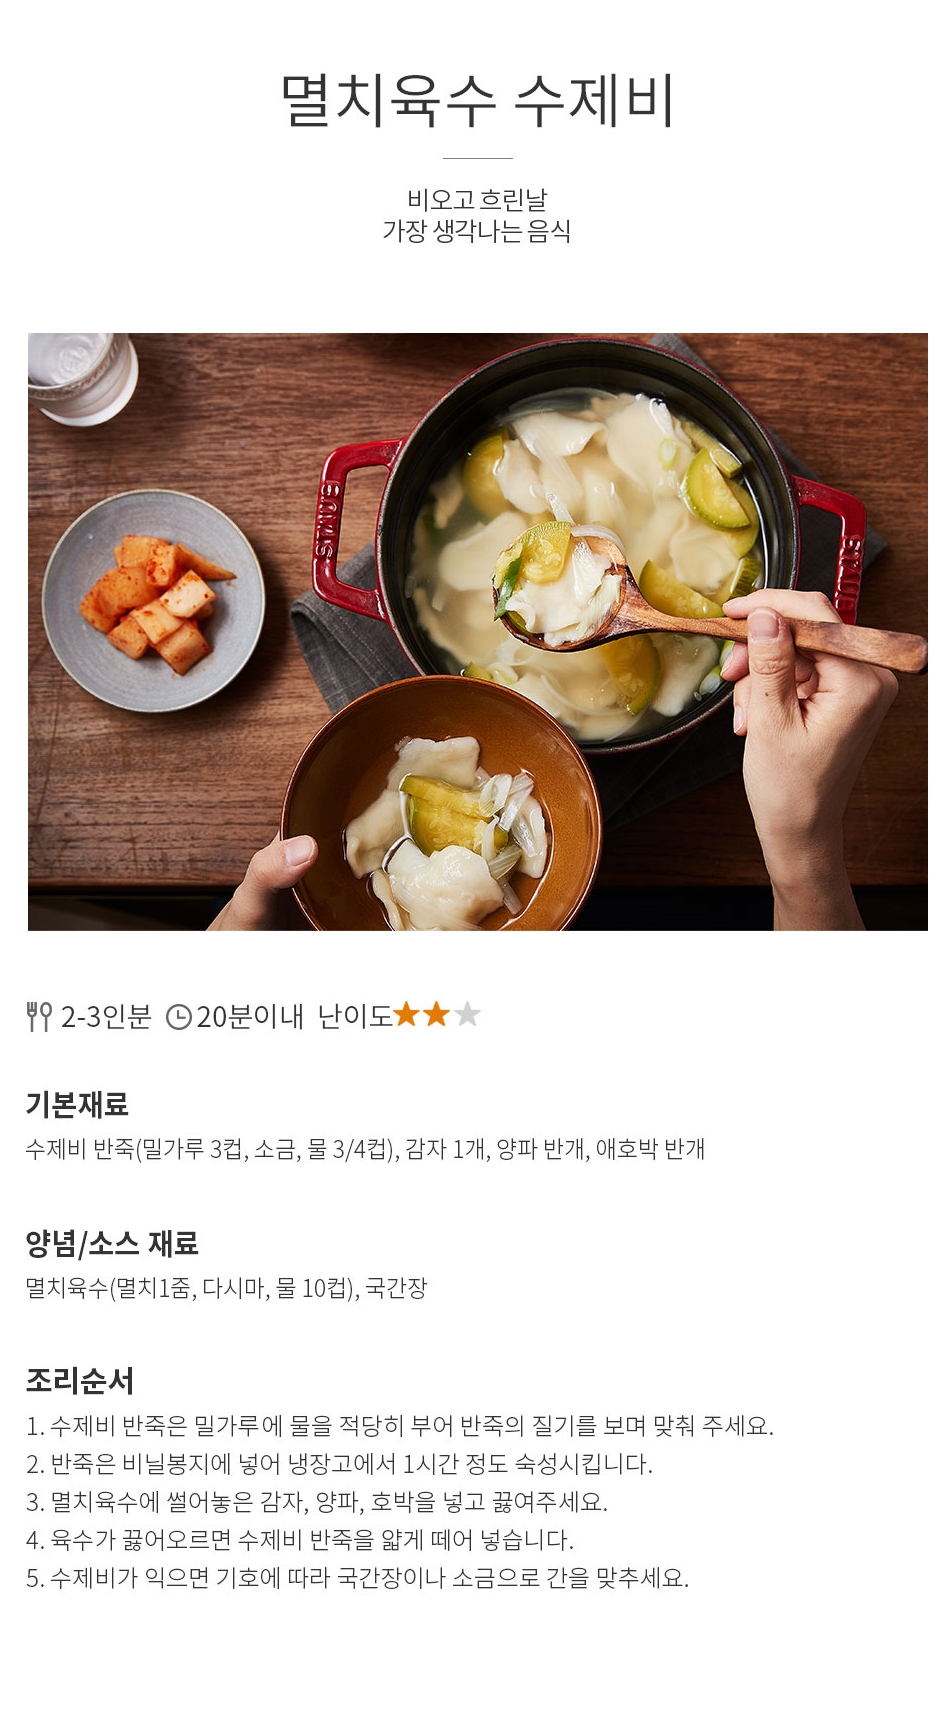 멸치육수 수제비
비오고 흐린날
가장 생각나는 음식
STAUB
2-3인분 20분이내 난이도
기본재료
수제비 반죽(밀가루 3컵, 소금, 물 3/4컵), 감자 1개, 양파 반개, 애호박 반개
양념/소스 재료
멸치육수(멸치1줌, 다시마, 물 10컵), 국간장
조리순서
1. 수제비 반죽은 밀가루에 물을 적당히 부어 반죽의 질기를 보며 맞춰 주세요.
2. 반죽은 비닐봉지에 넣어 냉장고에서 1시간 정도 숙성시킵니다.
3. 멸치육수에 썰어놓은 감자, 양파, 호박을 넣고 끓여주세요.
4. 육수가 끓어오르면 수제비 반죽을 얇게 떼어 넣습니다.
5. 수제비가 익으면 기호에 따라 국간장이나 소금으로 간을 맞추세요.